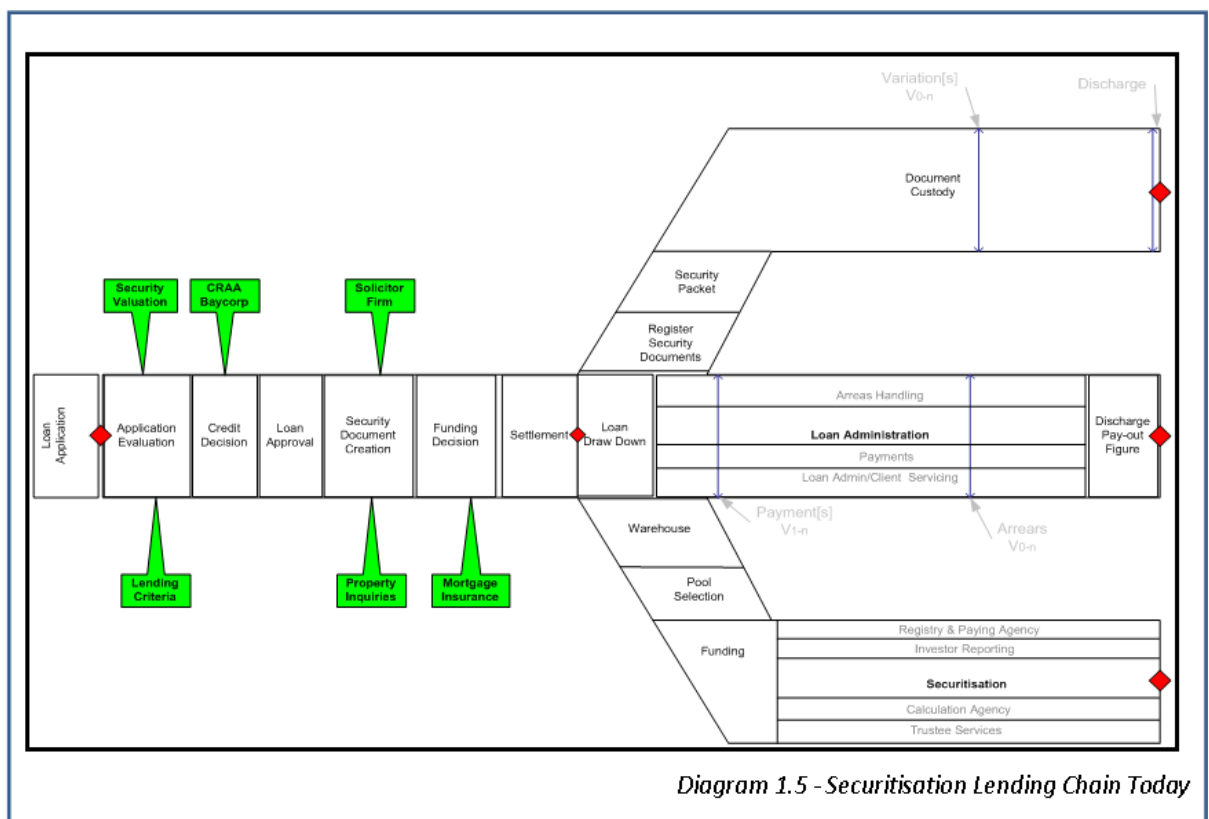 Variation[s]
V0-n
Discharge
Document
Custody
Security
Packet
Register
Security
Documents
Security
Valuation
CRAA
Baycorp
Solicitor
Firm
Loan
Application
Application
Evaluation
Credit
Decision
Loan
Approval
Security
Document
Creation
Funding
Decision
Settlement
Loan
Draw Down
Arreas Handling
Loan Administration
Payments
Loan Admin/Client Servicing
Discharge
Pay-out
Figure
Lending
Criteria
Property
Inquiries
Mortgage
Insurance
Warehouse
Payment[s]
V1-n
Arrears
V0-n
Pool
Selection
Funding
Registry & Paying Agency
Investor Reporting
Securitisation
Calculation Agency
Trustee Services
Diagram 1.5 - Securitisation Lending Chain Today